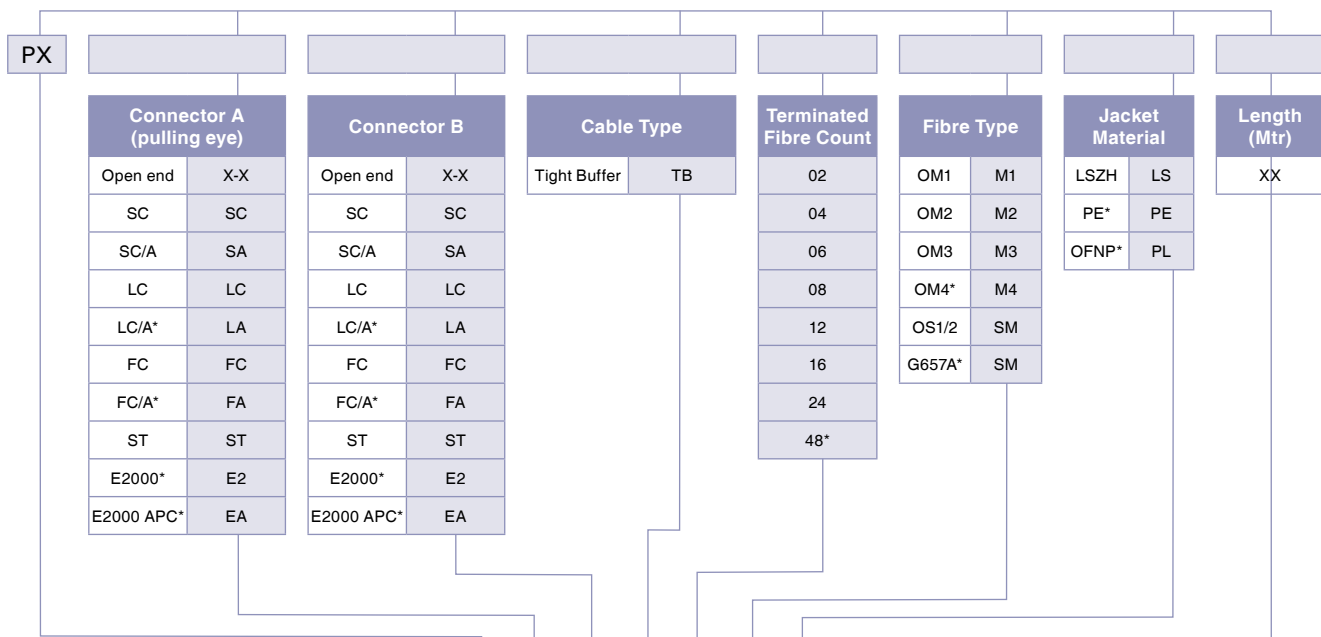 PX
Connector A
(pulling eye)
Open end X-X
SC SC
SC/A SA
LC LC
LC/A* LA
FC FC
FC/A* FA
ST ST
E2000* E2
E2000 APC* EA
Connector B
Open end X-X
SC SC
SC/A SA
LC LC
LC/A* LA
FC FC
FC/A* FA
ST ST
E2000* E2
E2000 APC* EA
Cable Type
Tight Buffer TB
Terminated
Fibre Count
02
04
06
08
12
16
24
48*
Fibre Type
OM1 M1
OM2 M2
OM3 M3
OM4* M4
OS1/2 SM
G657A* SM
Jacket
Material
LSZH LS
PE* PE
OFNP* PL
Length
(Mtr)
XX